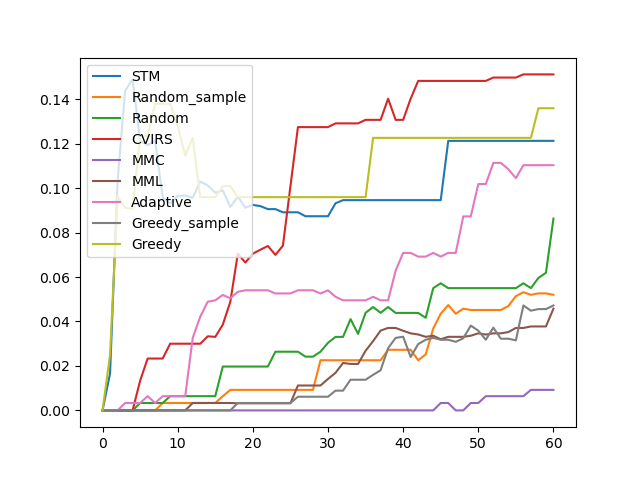 STM
Random_sample
Random
CVIRS
MMC
MML
Adaptive
Greedy_sample
Greedy
0.14
0.12
0.10
0.08
0.06
0.04
0.02
0.00
0 10 20 30 40 50 60